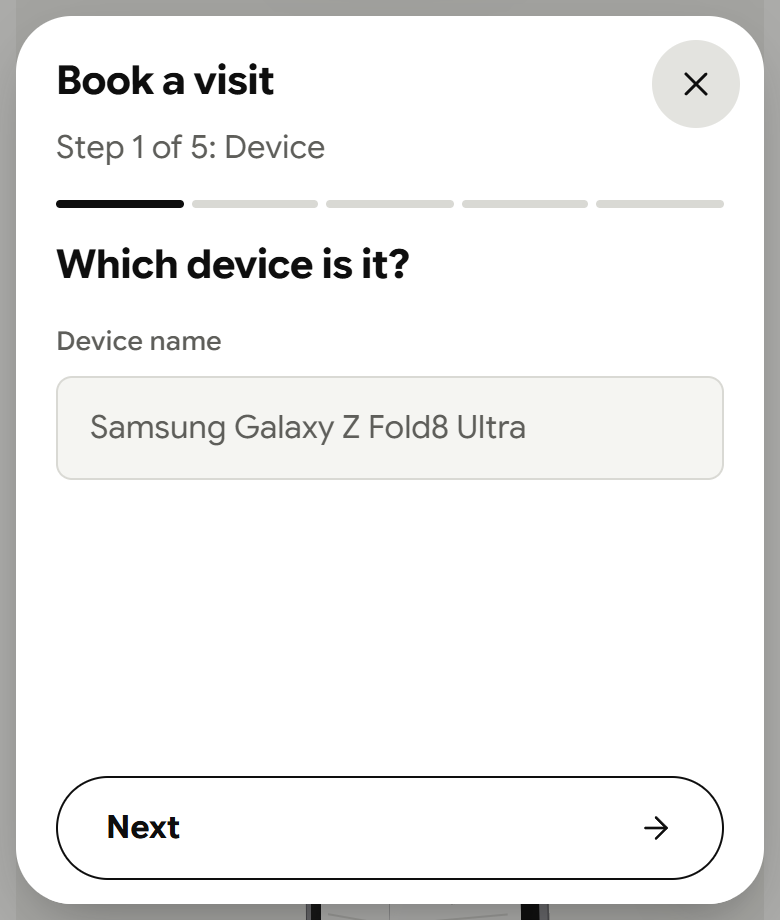 Book a visit
Step 1 of 5: Device
Which device is it?
Device name
Samsung Galaxy Z Fold8 Ultra
Next